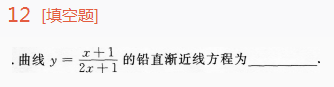 12 [填空题]
.曲线 y = \frac{x+1}{2x+1} 的铅直渐近线方程为________.